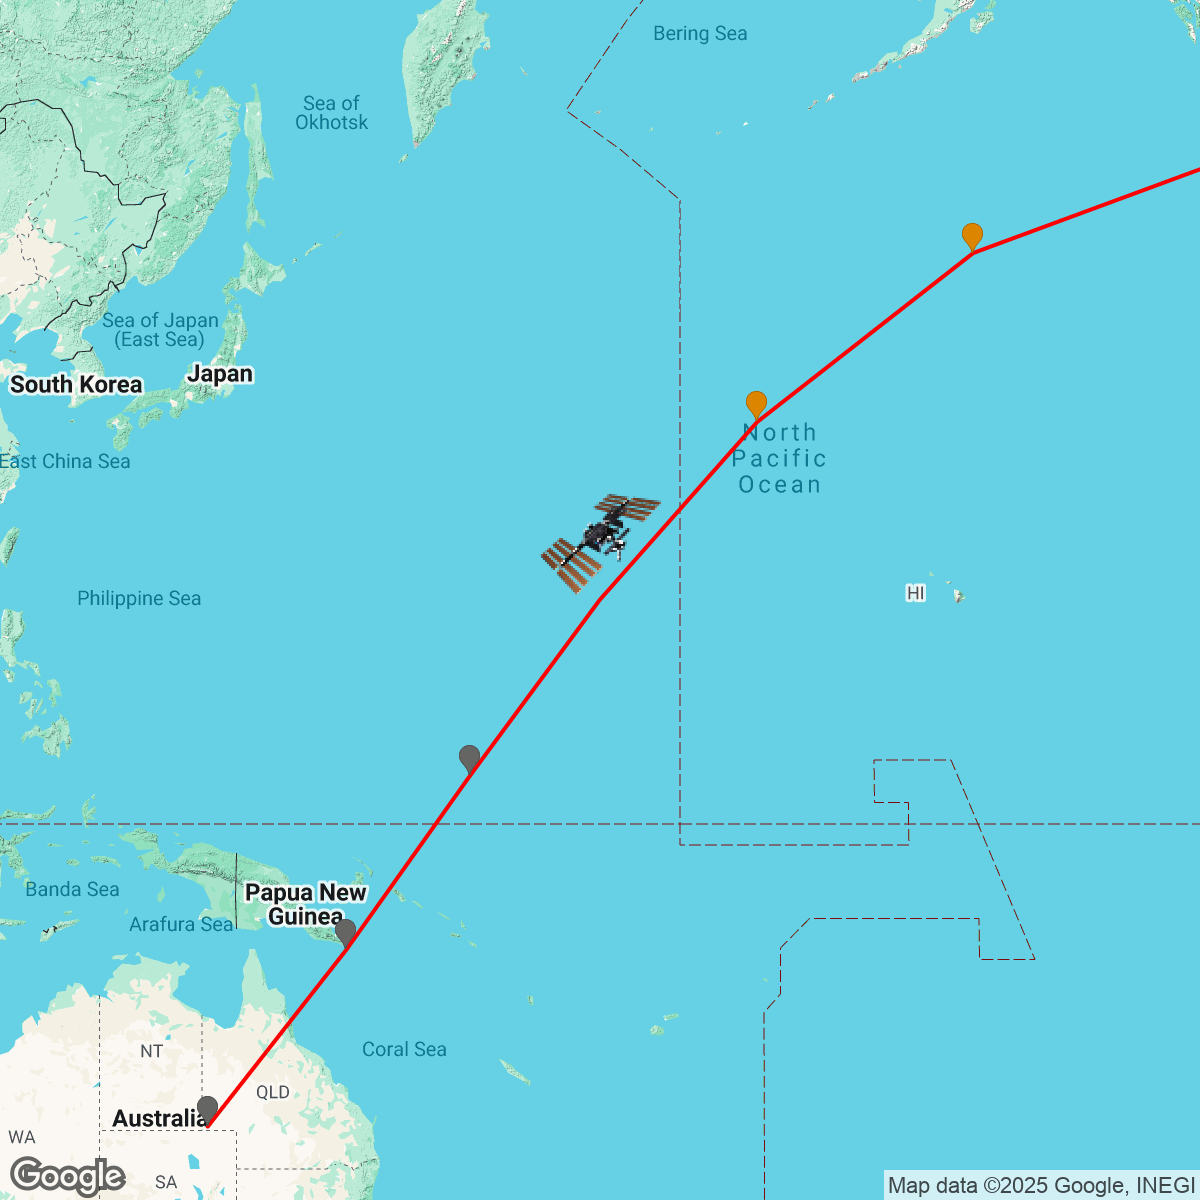 Bering Sea
Sea of
Okhotsk
Sea of Japan
(East Sea)
South Korea
Japan
East China Sea
North
Pacific
Ocean
Philippine Sea
HI
Banda Sea
Papua New
Guinea
Arafura Sea
Coral Sea
NT
QLD
Australia
WA
SA
Google
Map data ©2025 Google, INEGI